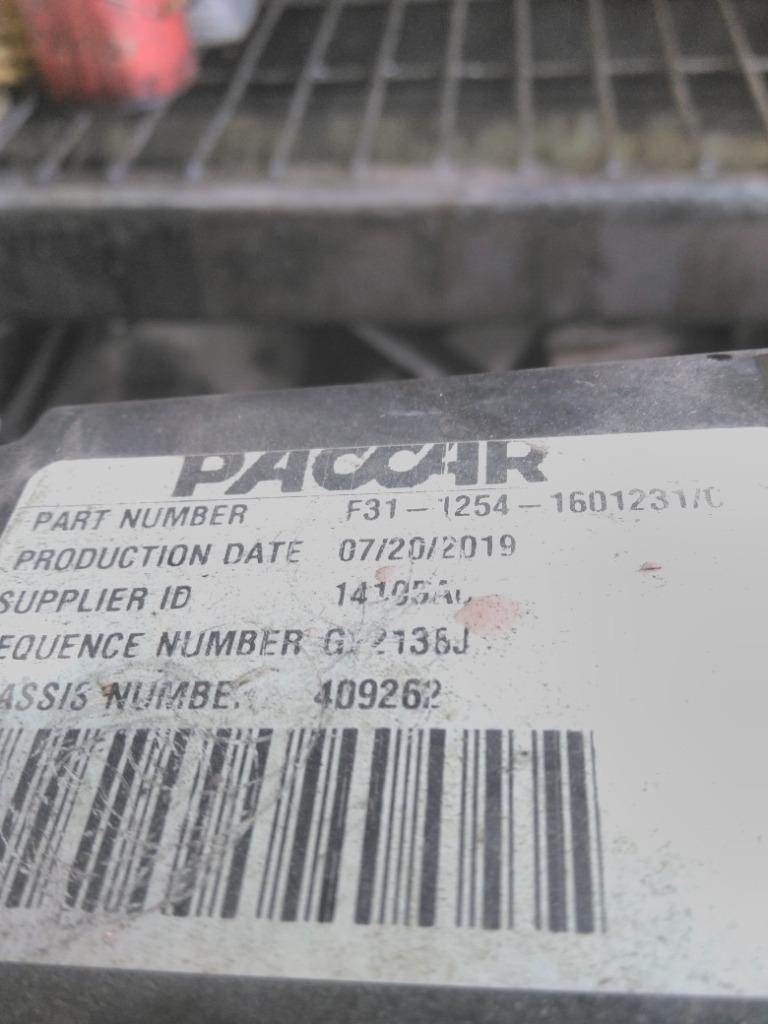 PACCAR
PART NUMBER F31-1254-1601231/
PRODUCTION DATE 07/20/2019
SUPPLIER ID
EQUENCE NUMBER
ASSIS NUMBE 409262